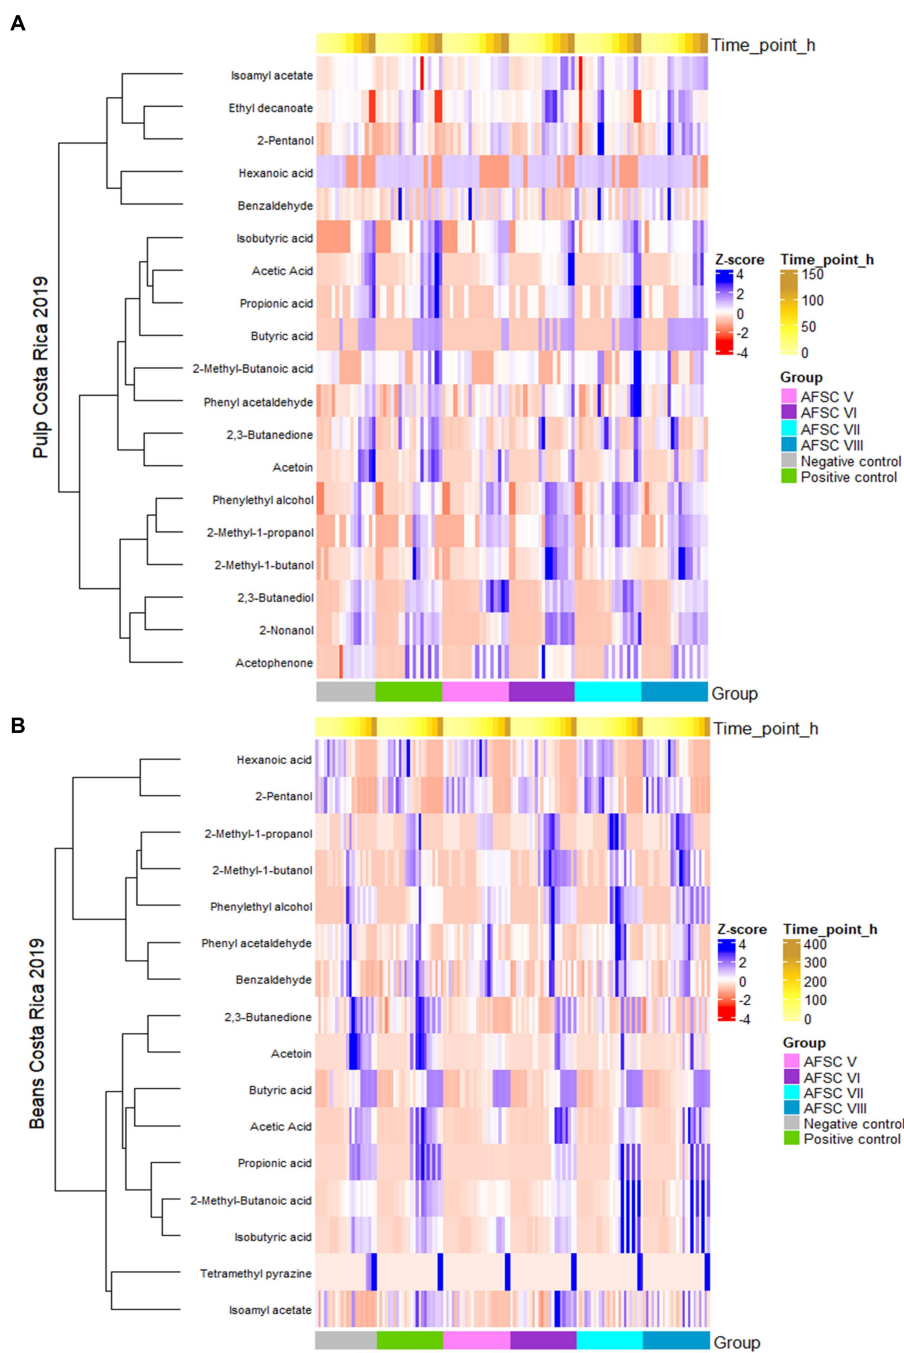 A
Time_point_h
Pulp Costa Rica 2019
Isoamyl acetate
Ethyl decanoate
2-Pentanol
Hexanoic acid
Benzaldehyde
Isobutyric acid
Acetic Acid
Propionic acid
Butyric acid
2-Methyl-Butanoic acid
Phenyl acetaldehyde
2,3-Butanedione
Acetoin
Phenylethyl alcohol
2-Methyl-1-propanol
2-Methyl-1-butanol
2,3-Butanediol
2-Nonanol
Acetophenone
Z-score
4
2
0
-2
-4
Time_point_h
150
100
50
0
Group
AFSC V
AFSC VI
AFSC VII
AFSC VIII
Negative control
Positive control
Group
B
Time_point_h
Beans Costa Rica 2019
Hexanoic acid
2-Pentanol
2-Methyl-1-propanol
2-Methyl-1-butanol
Phenylethyl alcohol
Phenyl acetaldehyde
Benzaldehyde
2,3-Butanedione
Acetoin
Butyric acid
Acetic Acid
Propionic acid
2-Methyl-Butanoic acid
Isobutyric acid
Tetramethyl pyrazine
Isoamyl acetate
Z-score
4
2
0
-2
-4
Time_point_h
400
300
200
100
0
Group
AFSC V
AFSC VI
AFSC VII
AFSC VIII
Negative control
Positive control
Group